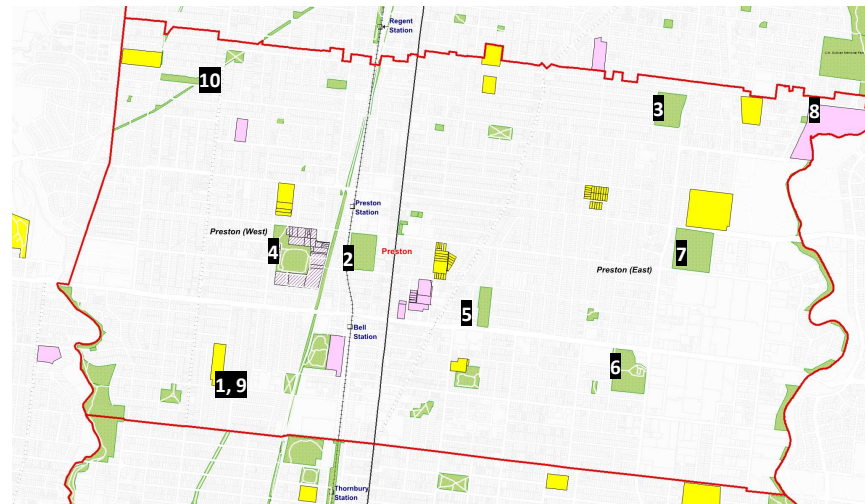 Regent
Station
10
3
8
Preston
Station
Preston (West)
4
2
Preston
7
Preston (East)
5
Bell
Station
6
1, 9
Thornbury
Station